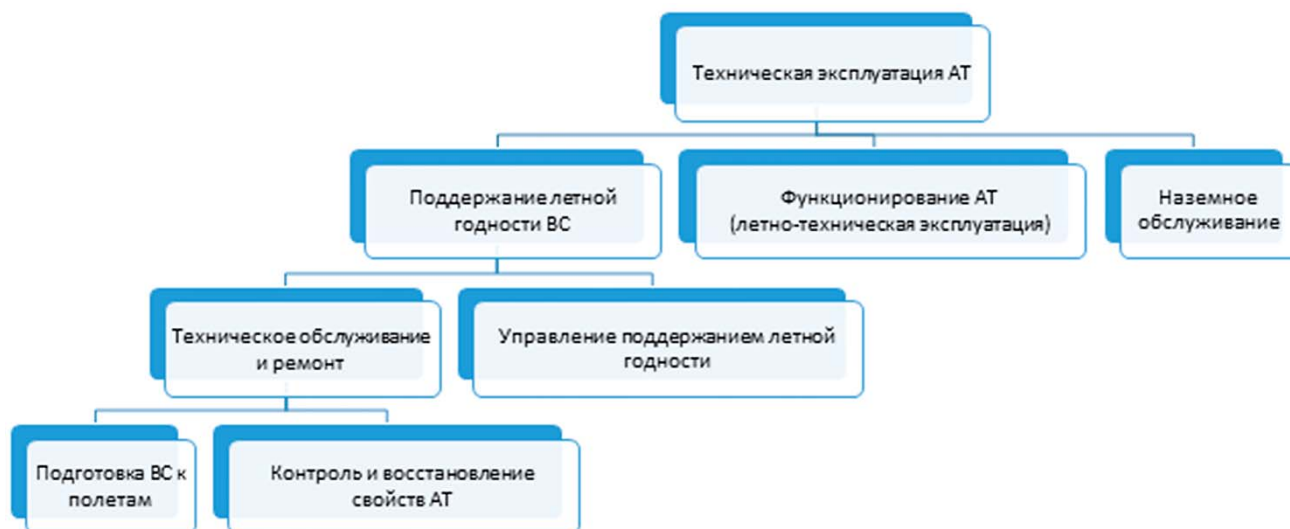 Техническая эксплуатация АТ
Поддержание летной
годности ВС
Функционирование АТ
(летно-техническая эксплуатация)
Наземное
обслуживание
Техническое обслуживание
и ремонт
Управление поддержанием летной
годности
Подготовка ВС к
полетам
Контроль и восстановление
свойств АТ